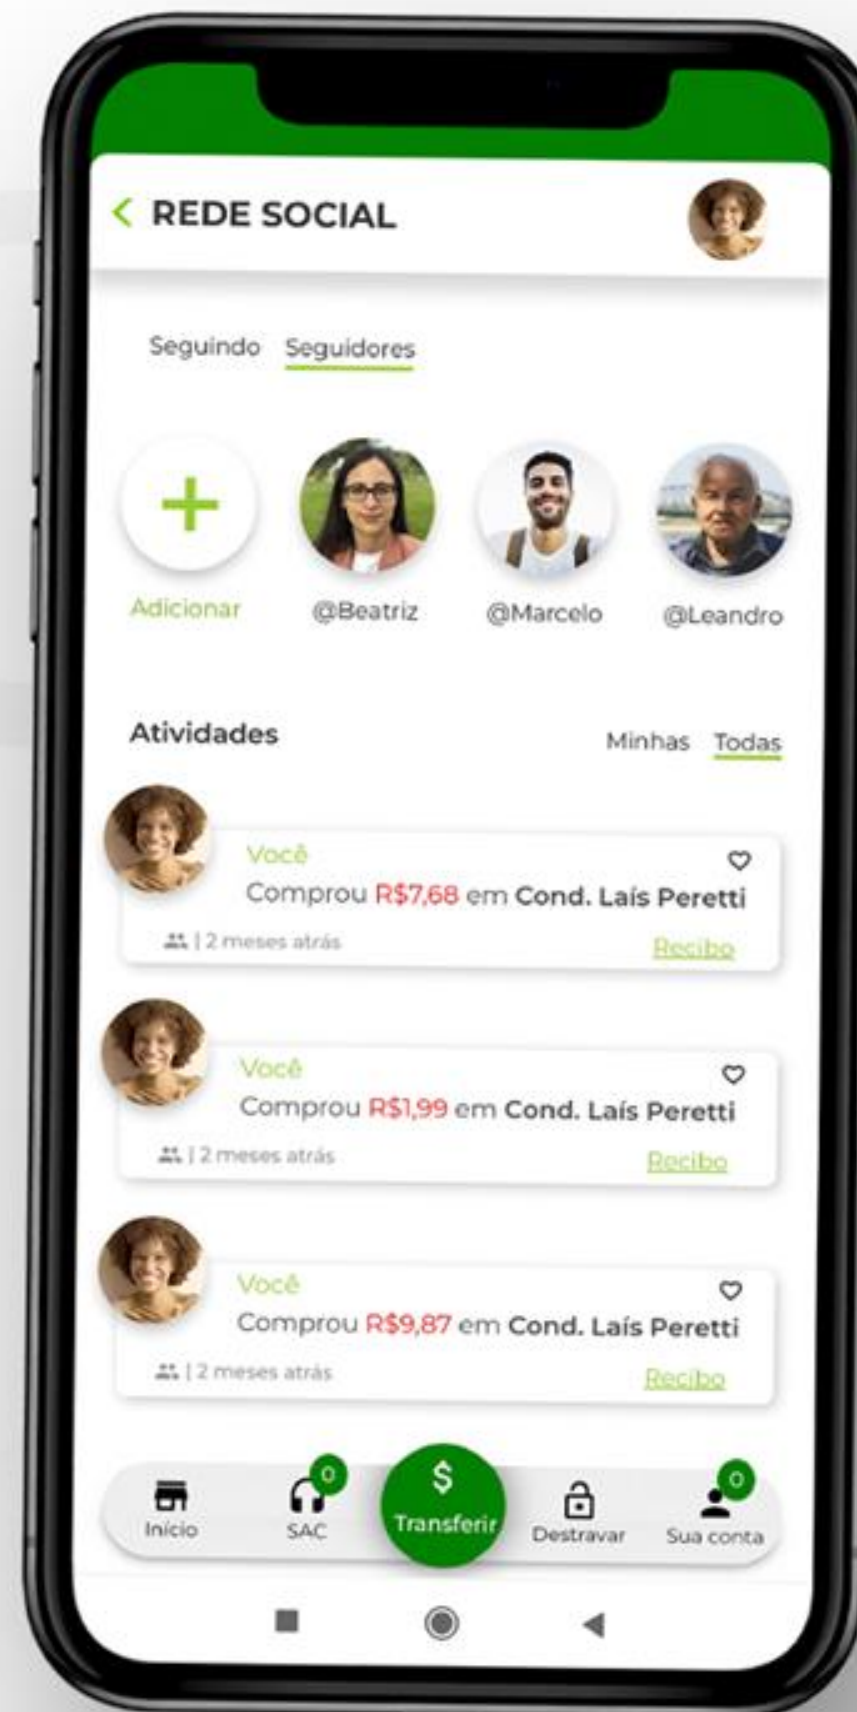 REDE SOCIAL
Seguindo Seguidores
Adicionar @Beatriz @Marcelo @Leandro
Atividades Minhas Todas
Você
Comprou R$7,68 em Cond. Laís Peretti
| 2 meses atrás Recibo
Você
Comprou R$1,99 em Cond. Laís Peretti
| 2 meses atrás Recibo
Você
Comprou R$9,87 em Cond. Laís Peretti
| 2 meses atrás Recibo
0 $ 0
Início SAC Transferir Destravar Sua conta